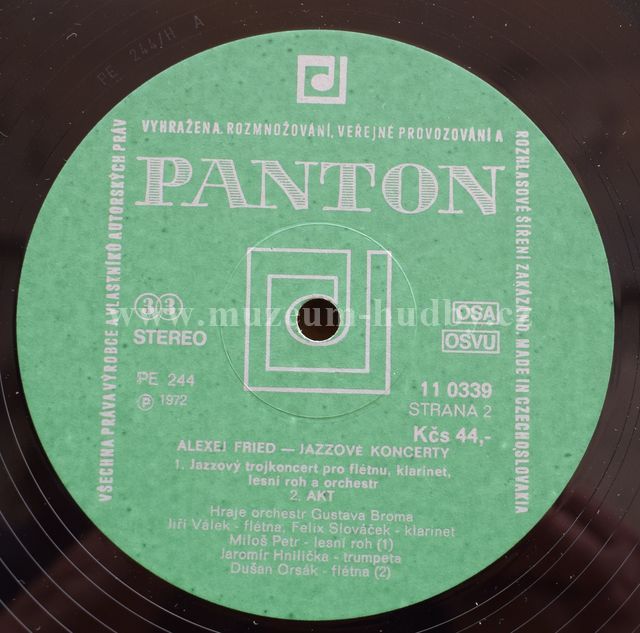 PE 244/H A
VŠECHNA PRÁVA VÝROBCE A VLASTNÍKŮ AUTORSKÝCH PRÁV
VYHRAŽENA. ROZMNOŽOVÁNÍ, VEŘEJNÉ PROVOZOVÁNÍ A
ROZHLASOVÉ ŠÍŘENÍ ZAKÁZÁNO. MADE IN CZECHOSLOVAKIA
PANTON
www.muzeum-hudby.cz
33
STEREO
OSA
OSVU
PE 244
℗ 1972
11 0339
STRANA 2
Kčs 44,-
ALEXEJ FRIED — JAZZOVÉ KONCERTY
1. Jazzový trojkoncert pro flétnu, klarinet,
lesní roh a orchestr
2. AKT
Hraje orchestr Gustava Broma
Jiří Válek - flétna, Felix Slováček - klarinet
Miloš Petr - lesní roh (1)
Jaromír Hnilička - trumpeta
Dušan Orsák - flétna (2)